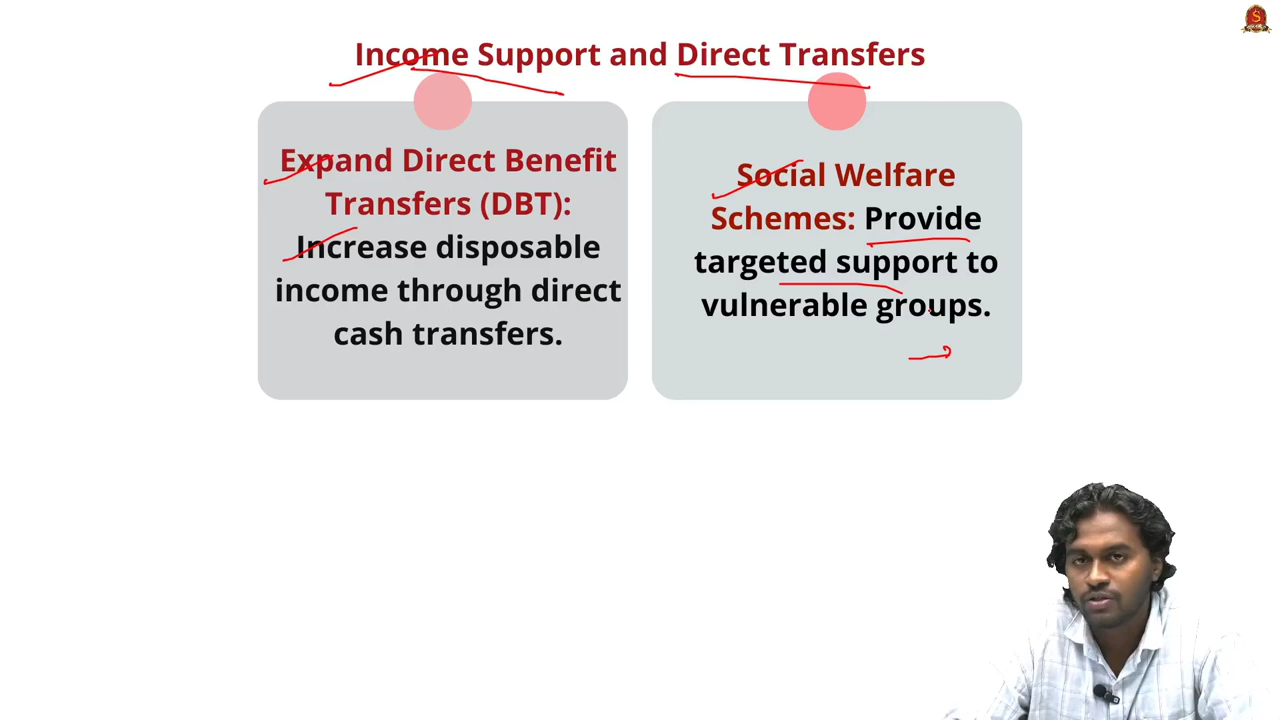 Income Support and Direct Transfers
Expand Direct Benefit
Transfers (DBT):
Increase disposable
income through direct
cash transfers.
Social Welfare
Schemes: Provide
targeted support to
vulnerable groups.